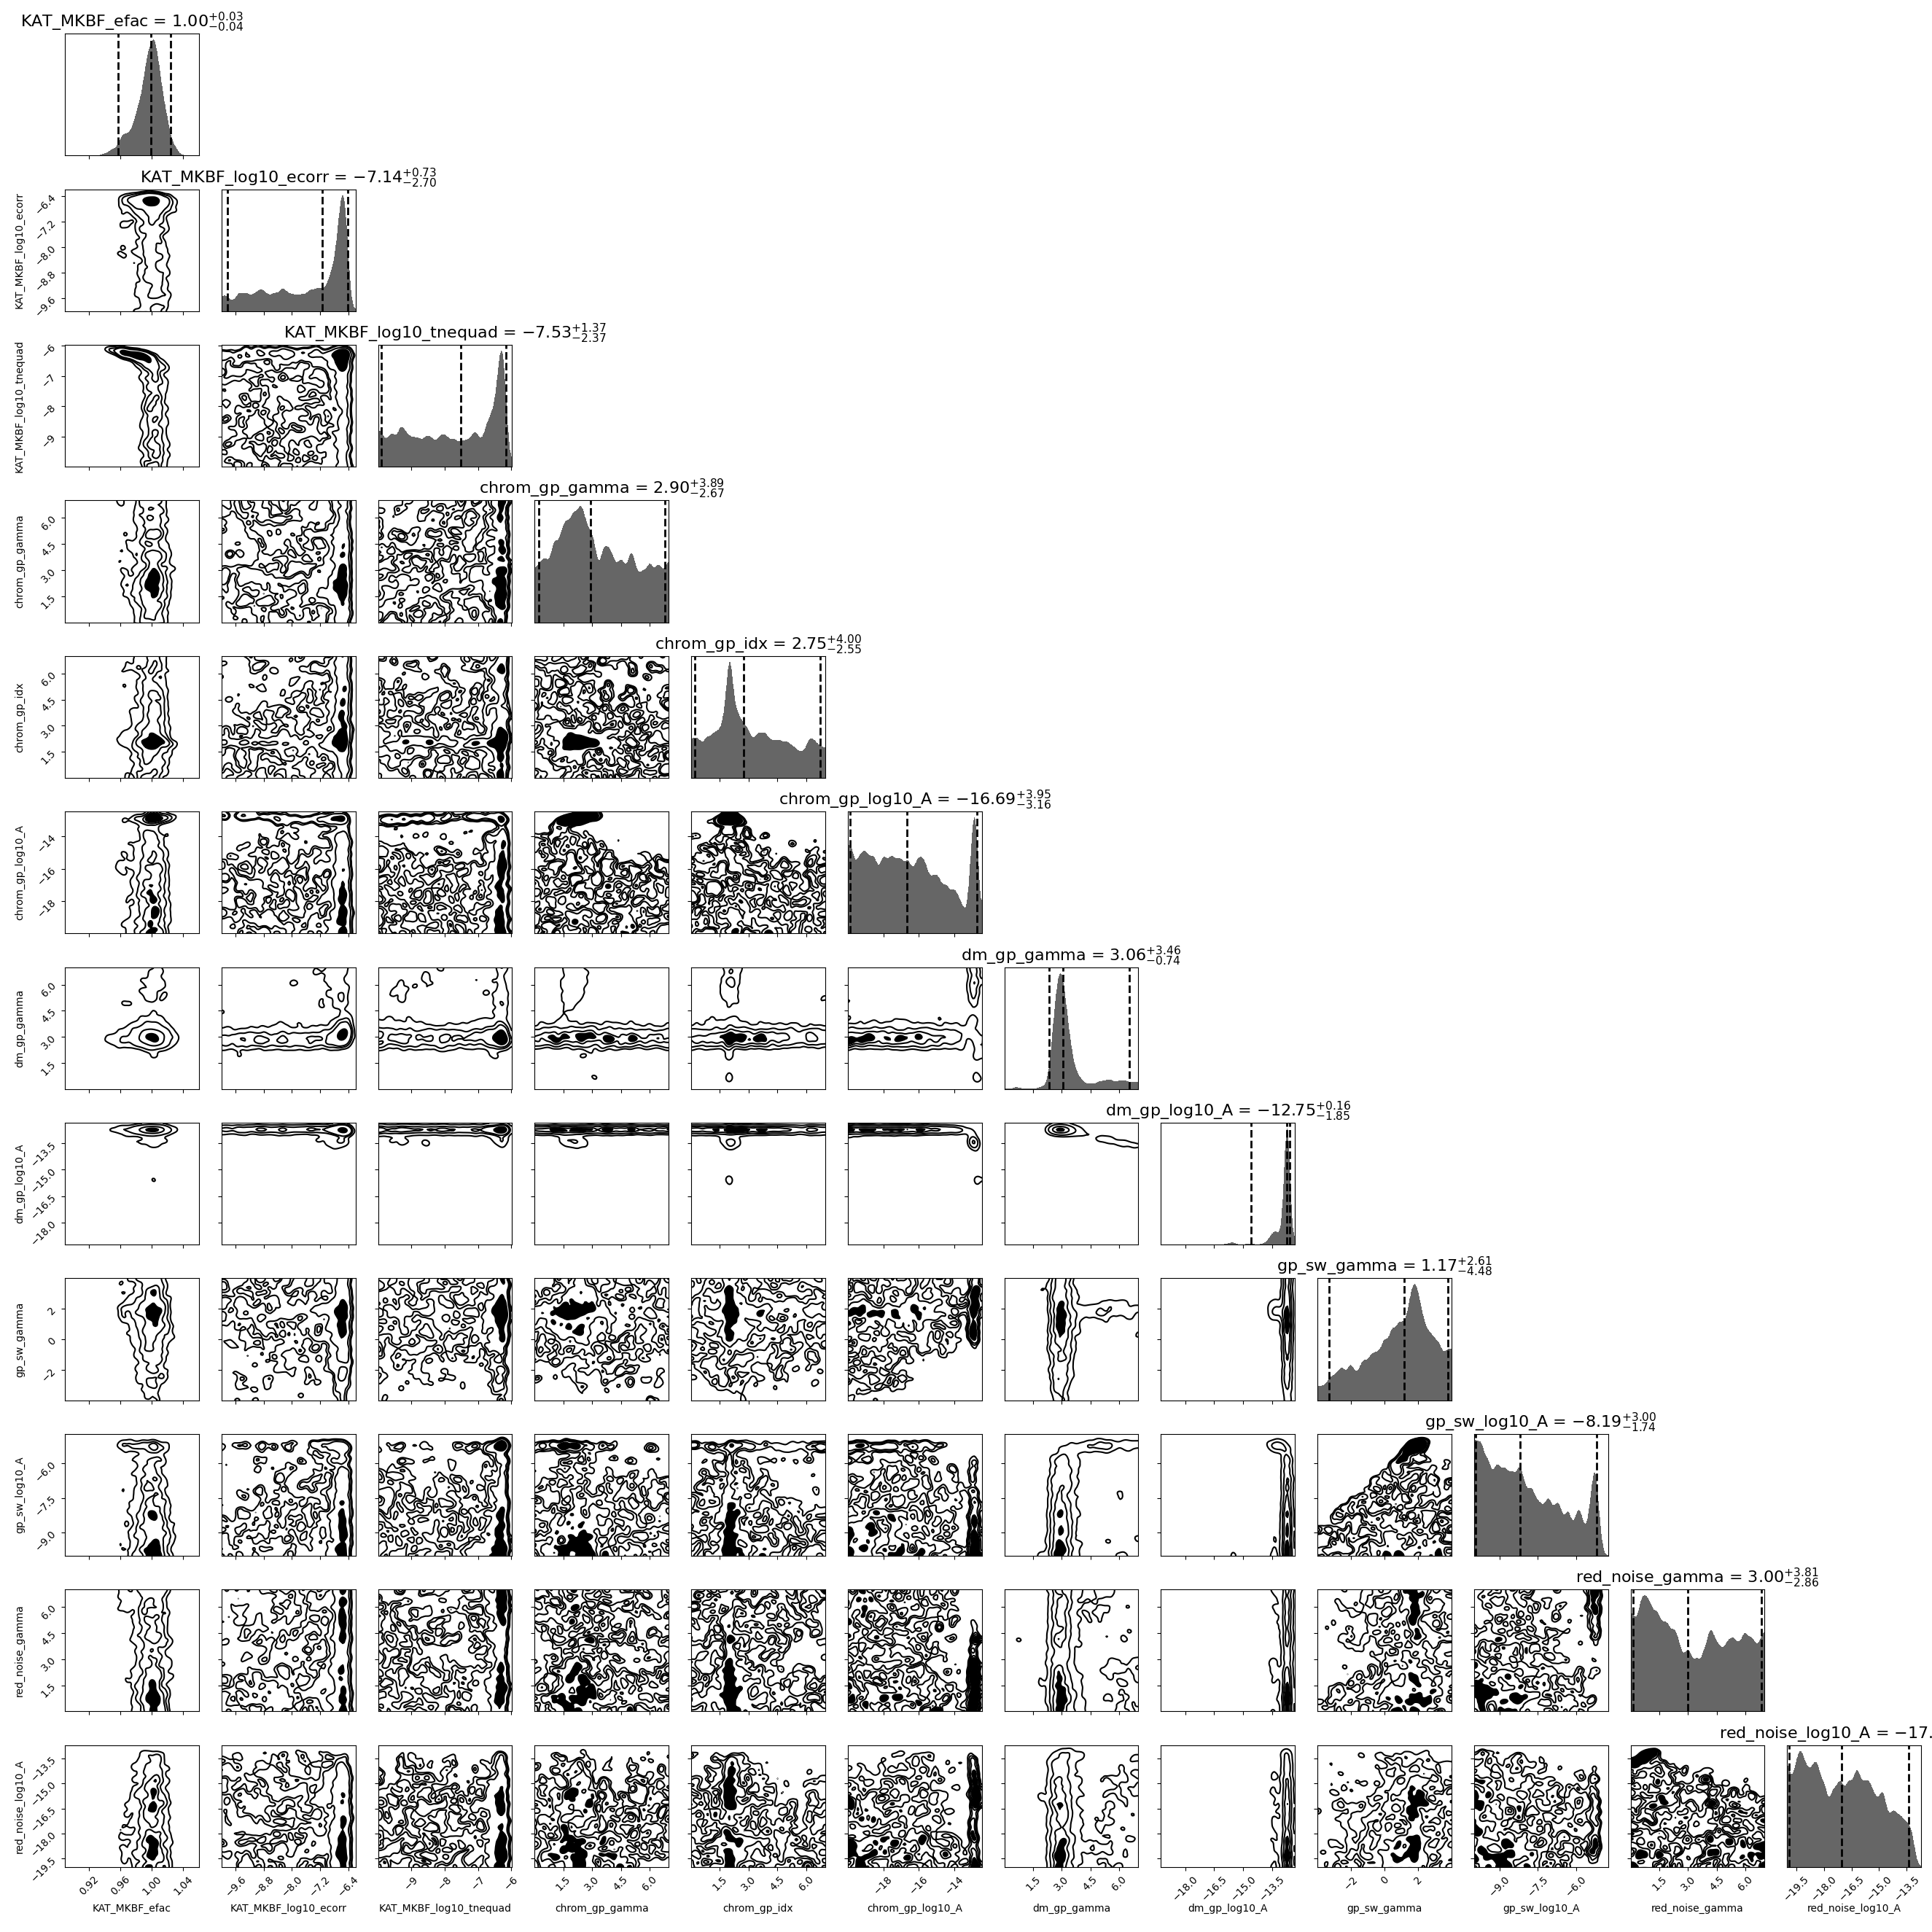 KAT_MKBF_efac = 1.00+0.03 −0.04
KAT_MKBF_log10_ecorr = −7.14+0.73 −2.70
−6.4
−7.2
−8.0
−8.8
−9.6
KAT_MKBF_log10_ecorr
KAT_MKBF_log10_tnequad = −7.53+1.37 −2.37
−6
−7
−8
−9
KAT_MKBF_log10_tnequad
chrom_gp_gamma = 2.90+3.89 −2.67
6.0
4.5
3.0
1.5
chrom_gp_gamma
chrom_gp_idx = 2.75+4.00 −2.55
6.0
4.5
3.0
1.5
chrom_gp_idx
chrom_gp_log10_A = −16.69+3.95 −3.16
−14
−16
−18
chrom_gp_log10_A
dm_gp_gamma = 3.06+3.46 −0.74
6.0
4.5
3.0
1.5
dm_gp_gamma
dm_gp_log10_A = −12.75+0.16 −1.85
−13.5
−15.0
−16.5
−18.0
dm_gp_log10_A
gp_sw_gamma = 1.17+2.61 −4.48
2
0
−2
gp_sw_gamma
gp_sw_log10_A = −8.19+3.00 −1.74
−6.0
−7.5
−9.0
gp_sw_log10_A
red_noise_gamma = 3.00+3.81 −2.86
6.0
4.5
3.0
1.5
red_noise_gamma
red_noise_log10_A = −17.
−13.5
−15.0
−16.5
−18.0
−19.5
red_noise_log10_A
0.92 0.96 1.00 1.04 −9.6 −8.8 −8.0 −7.2 −6.4 −9 −8 −7 −6 1.5 3.0 4.5 6.0 1.5 3.0 4.5 6.0 −18 −16 −14 1.5 3.0 4.5 6.0 −18.0 −16.5 −15.0 −13.5 −2 0 2 −9.0 −7.5 −6.0 1.5 3.0 4.5 6.0 −19.5 −18.0 −16.5 −15.0 −13.5
KAT_MKBF_efac KAT_MKBF_log10_ecorr KAT_MKBF_log10_tnequad chrom_gp_gamma chrom_gp_idx chrom_gp_log10_A dm_gp_gamma dm_gp_log10_A gp_sw_gamma gp_sw_log10_A red_noise_gamma red_noise_log10_A